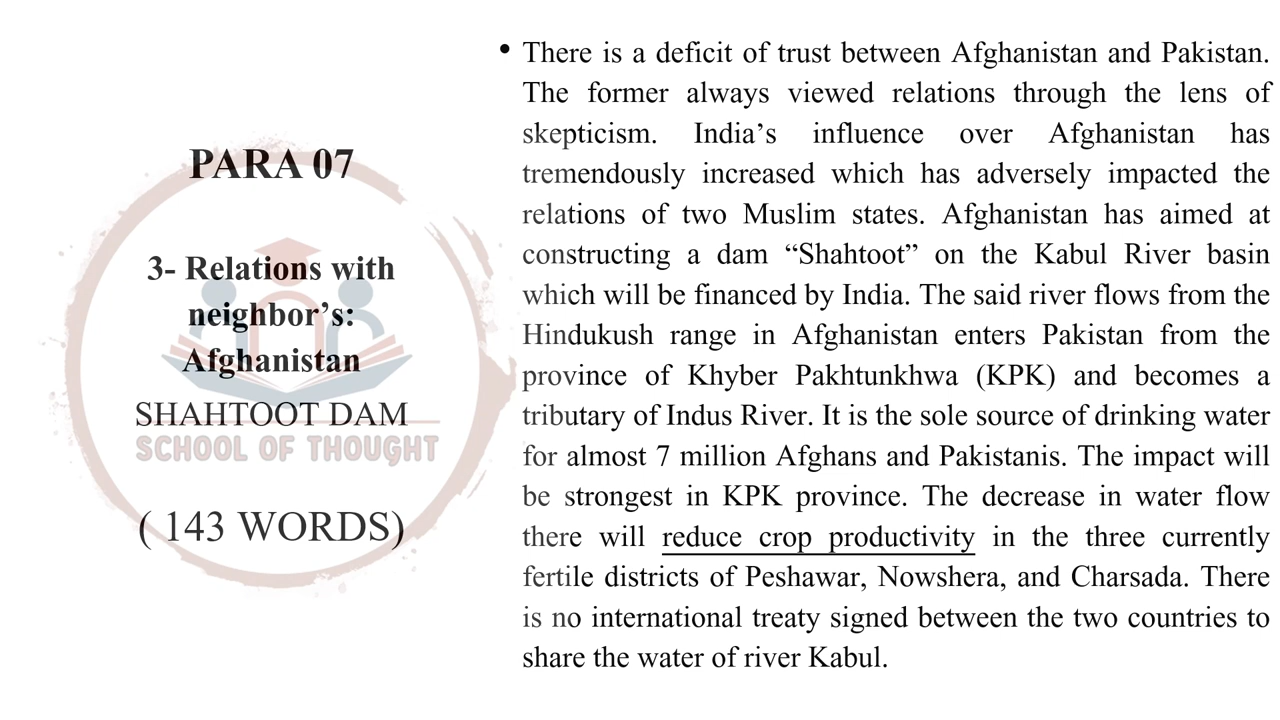 PARA 07
3- Relations with
neighbor’s:
Afghanistan
SHAHTOOT DAM
SCHOOL OF THOUGHT
( 143 WORDS)
• There is a deficit of trust between Afghanistan and Pakistan.
The former always viewed relations through the lens of
skepticism. India’s influence over Afghanistan has
tremendously increased which has adversely impacted the
relations of two Muslim states. Afghanistan has aimed at
constructing a dam “Shahtoot” on the Kabul River basin
which will be financed by India. The said river flows from the
Hindukush range in Afghanistan enters Pakistan from the
province of Khyber Pakhtunkhwa (KPK) and becomes a
tributary of Indus River. It is the sole source of drinking water
for almost 7 million Afghans and Pakistanis. The impact will
be strongest in KPK province. The decrease in water flow
there will reduce crop productivity in the three currently
fertile districts of Peshawar, Nowshera, and Charsada. There
is no international treaty signed between the two countries to
share the water of river Kabul.